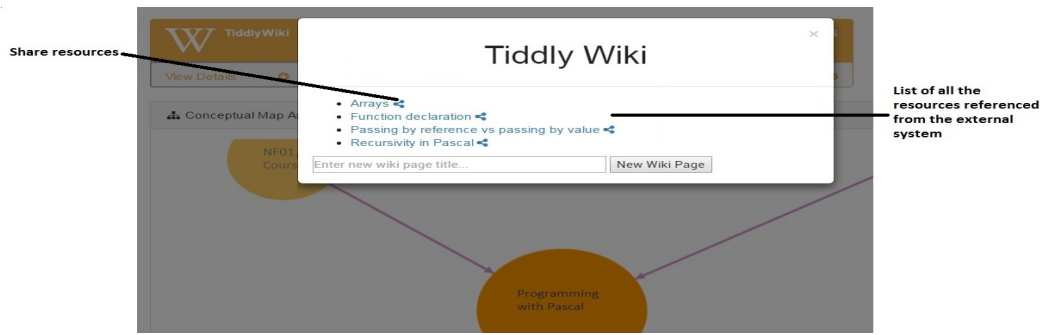 Share resources
W TiddlyWiki
View Details
Conceptual Map A
NF01
Cours
Tiddly Wiki
×
Arrays
Function declaration
Passing by reference vs passing by value
Recursivity in Pascal
Enter new wiki page title...
New Wiki Page
Programming
with Pascal
List of all the
resources referenced
from the external
system